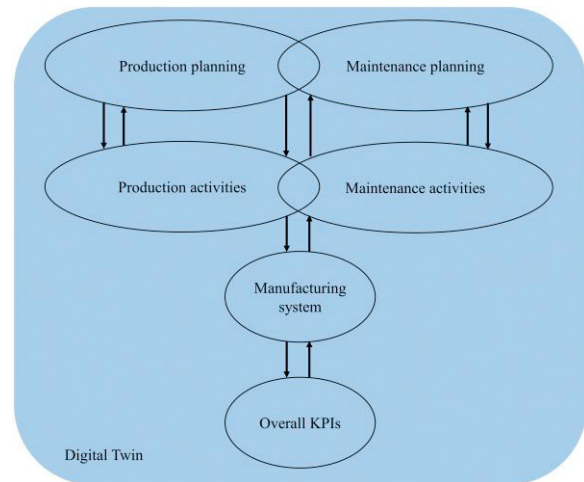 Production planning
Maintenance planning
Production activities
Maintenance activities
Manufacturing
system
Overall KPIs
Digital Twin